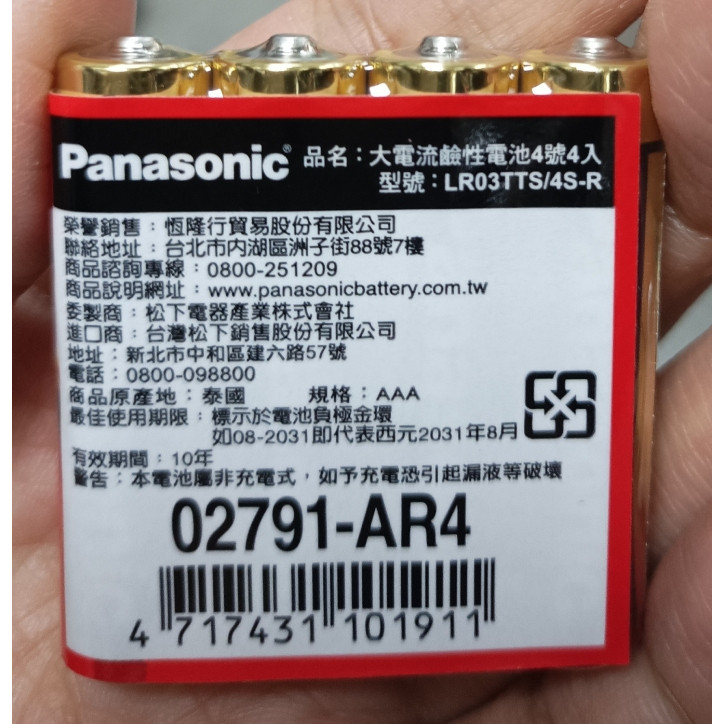 Panasonic® 品名：大電流鹼性電池4號4入
型號：LR03TTS/4S-R
榮譽銷售：恆隆行貿易股份有限公司
聯絡地址：台北市內湖區洲子街88號7樓
商品諮詢專線：0800-251209
商品說明網址：www.panasonicbattery.com.tw
委製商：松下電器產業株式會社
進口商：台灣松下銷售股份有限公司
地址：新北市中和區建六路57號
電話：0800-098800
商品原產地：泰國 規格：AAA
最佳使用期限：標示於電池負極金環
如08-2031即代表西元2031年8月
有效期間：10年
警告：本電池屬非充電式，如予充電恐引起漏液等破壞
02791-AR4
4 717431 101911